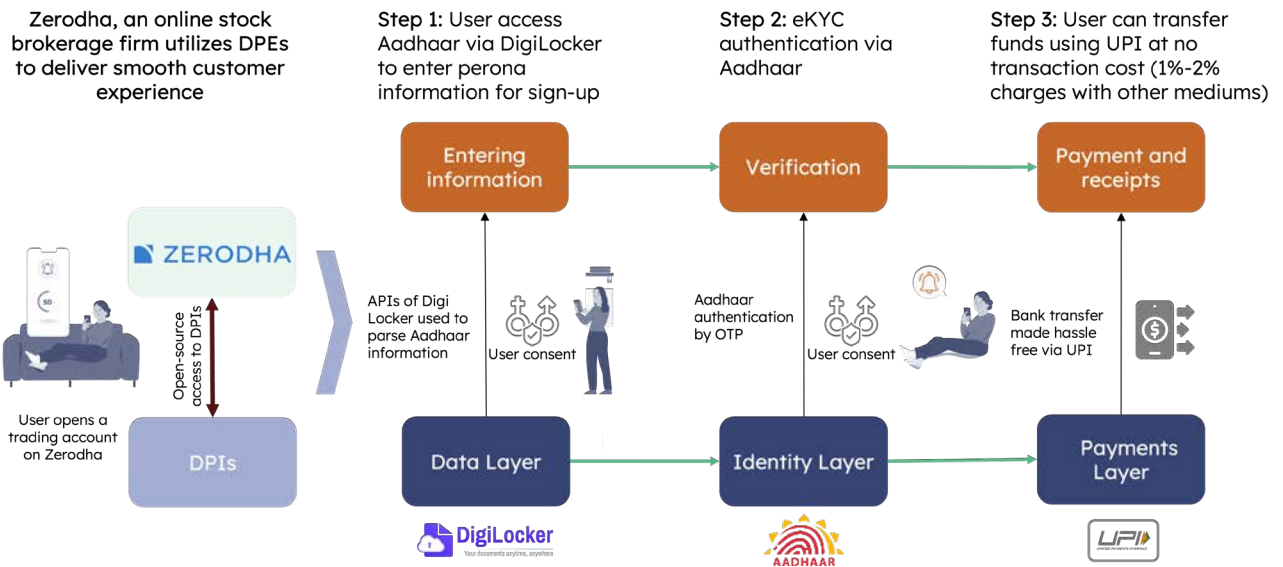 Zerodha, an online stock
brokerage firm utilizes DPEs
to deliver smooth customer
experience
Step 1: User access
Aadhaar via DigiLocker
to enter perona
information for sign-up
Step 2: eKYC
authentication via
Aadhaar
Step 3: User can transfer
funds using UPI at no
transaction cost (1%-2%
charges with other mediums)
Entering
information
Verification
Payment and
receipts
ZERODHA
50
Open-source
access to DPIs
User opens a
trading account
on Zerodha
DPIs
APIs of Digi
Locker used to
parse Aadhaar
information
User consent
Aadhaar
authentication
by OTP
User consent
Bank transfer
made hassle
free via UPI
$
Data Layer
Identity Layer
Payments
Layer
DigiLocker
Your documents anytime, anywhere
AADHAAR
UPI
UNIFIED PAYMENTS INTERFACE